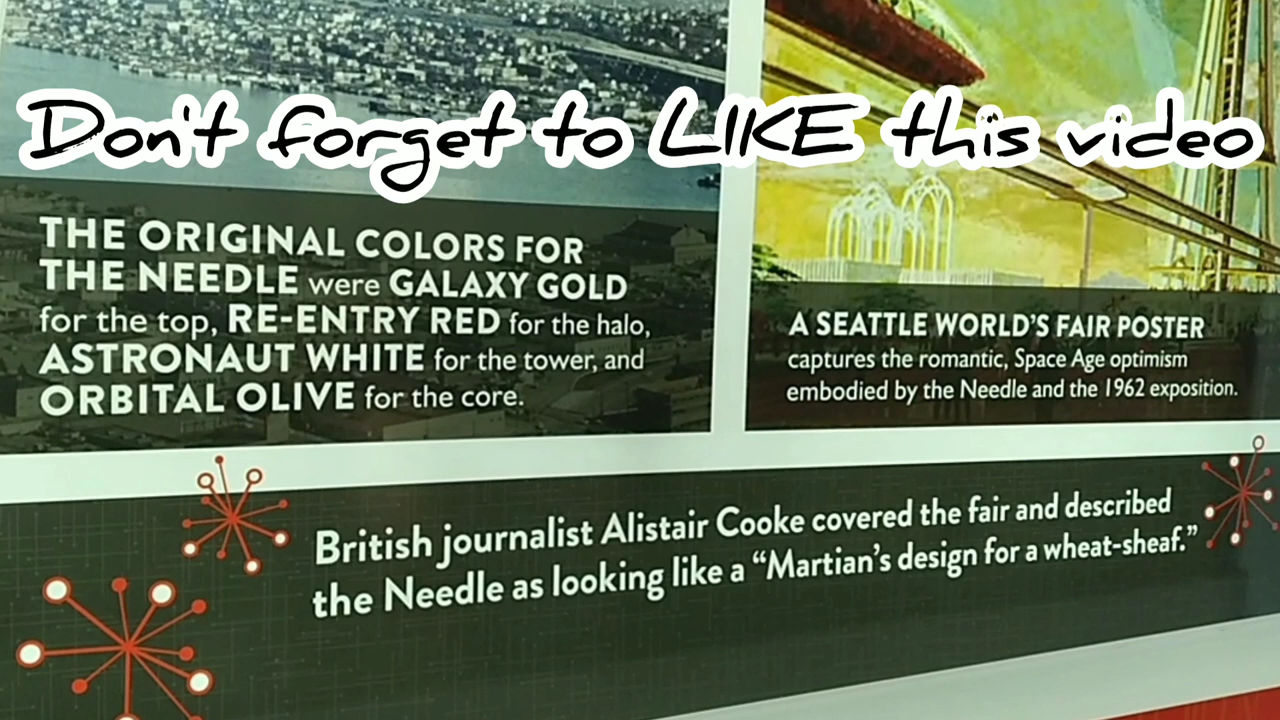 Don't forget to LIKE this video
THE ORIGINAL COLORS FOR
THE NEEDLE were GALAXY GOLD
for the top, RE-ENTRY RED for the halo,
ASTRONAUT WHITE for the tower, and
ORBITAL OLIVE for the core.
A SEATTLE WORLD'S FAIR POSTER
captures the romantic, Space Age optimism
embodied by the Needle and the 1962 exposition.
British journalist Alistair Cooke covered the fair and described
the Needle as looking like a “Martian's design for a wheat-sheaf.”